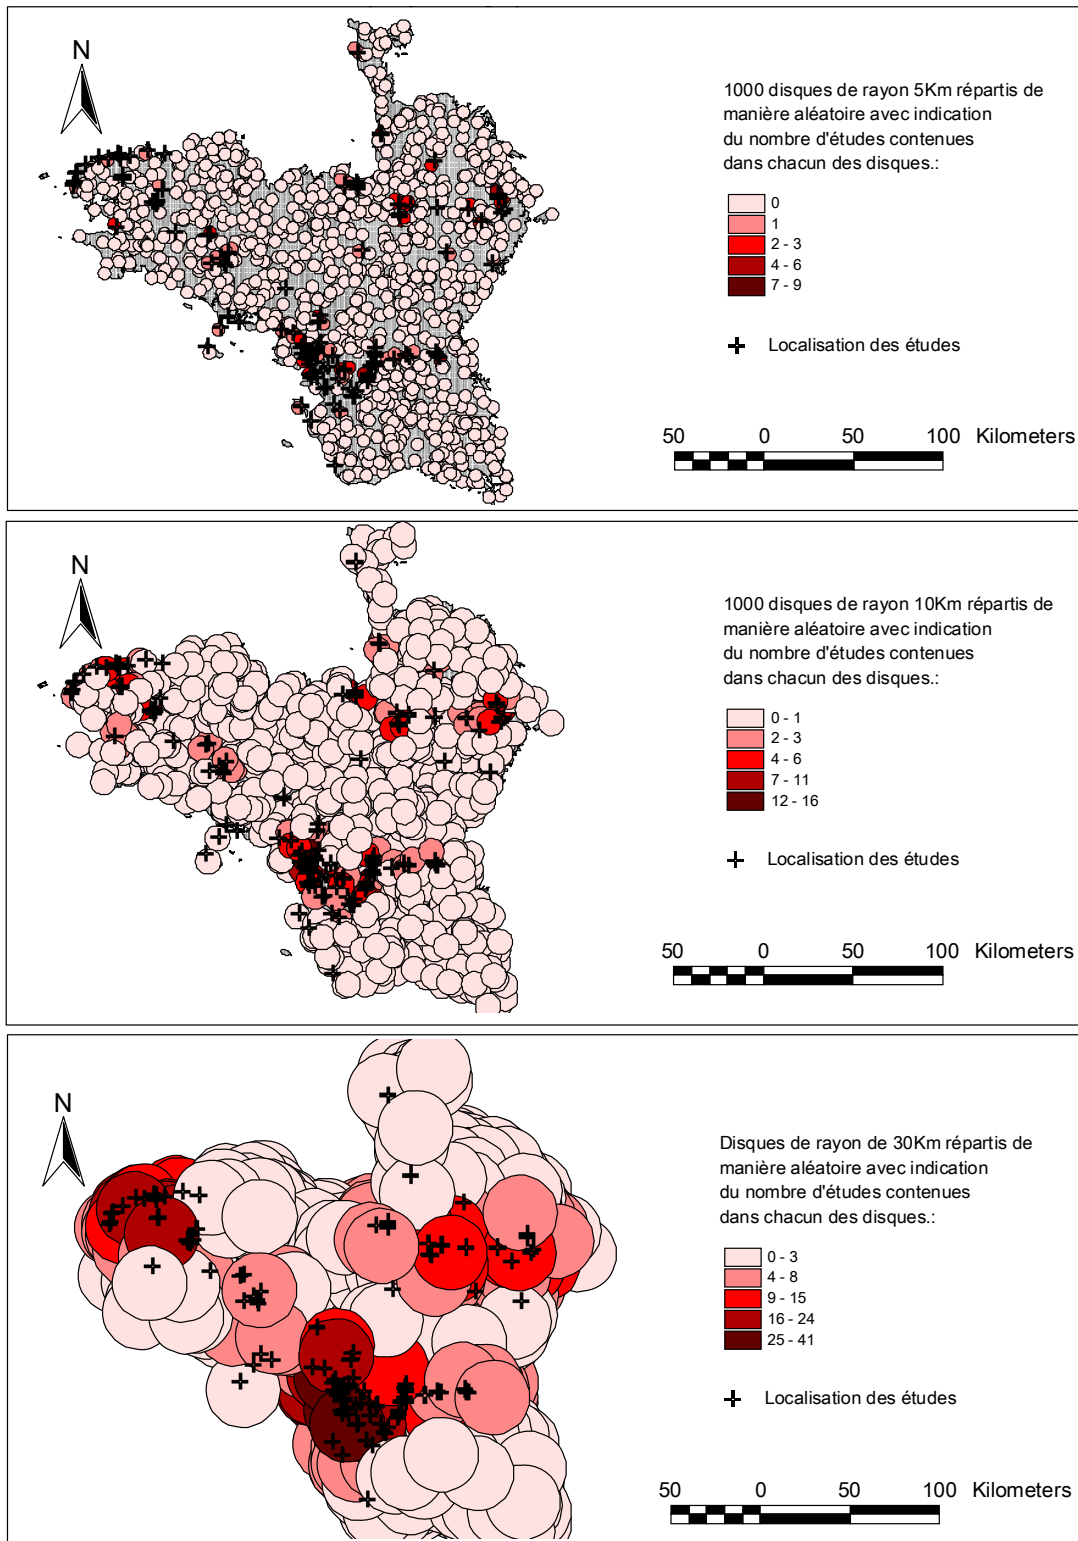 N
1000 disques de rayon 5Km répartis de
manière aléatoire avec indication
du nombre d'études contenues
dans chacun des disques.:
0
1
2 - 3
4 - 6
7 - 9
Localisation des études
50 0 50 100 Kilometers
N
1000 disques de rayon 10Km répartis de
manière aléatoire avec indication
du nombre d'études contenues
dans chacun des disques.:
0 - 1
2 - 3
4 - 6
7 - 11
12 - 16
Localisation des études
50 0 50 100 Kilometers
N
Disques de rayon de 30Km répartis de
manière aléatoire avec indication
du nombre d'études contenues
dans chacun des disques.:
0 - 3
4 - 8
9 - 15
16 - 24
25 - 41
Localisation des études
50 0 50 100 Kilometers